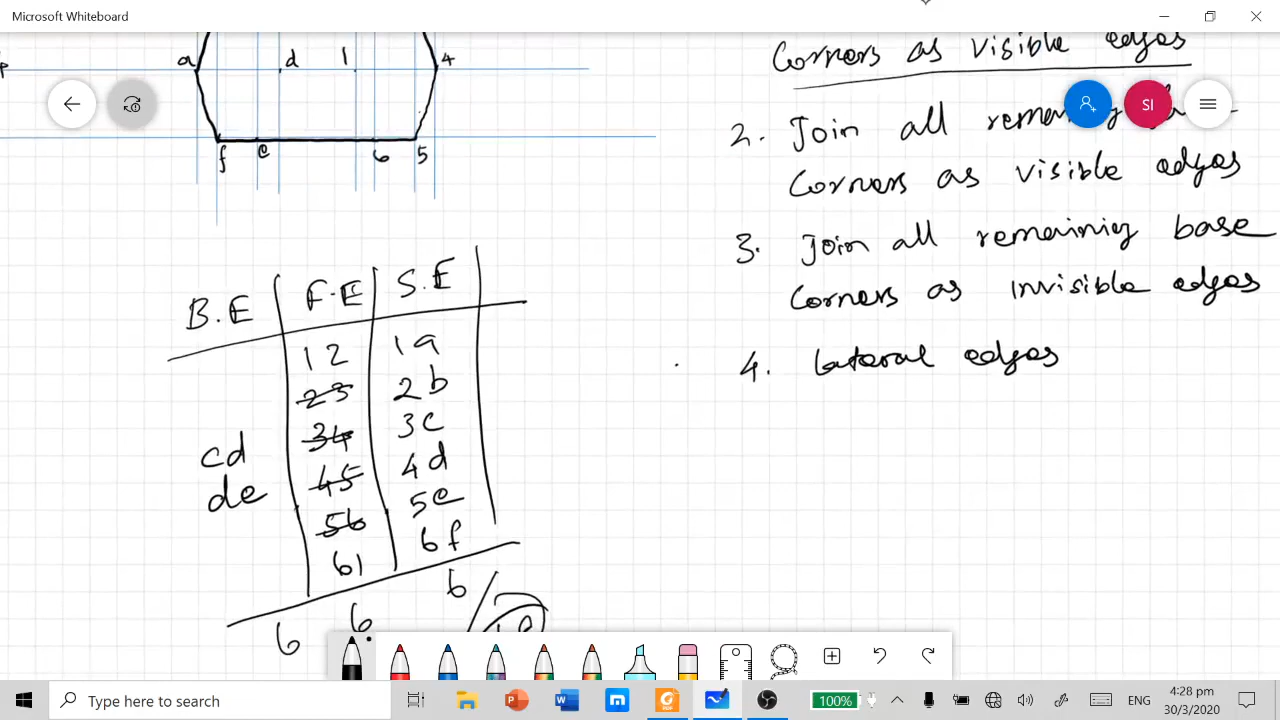 Microsoft Whiteboard
a d 1 4
f e 6 5
SI
Corners as visible edges
2. Join all
corners as visible edges
3. Join all remaining base
corners as invisible edges
4. lateral edges
B.E F.E S.E
12 1a
23 2b
34 3c
cd 45 4d
de 56 5e
61 6f
6 6 6
Type here to search
100%
ENG
4:28 pm
30/3/2020